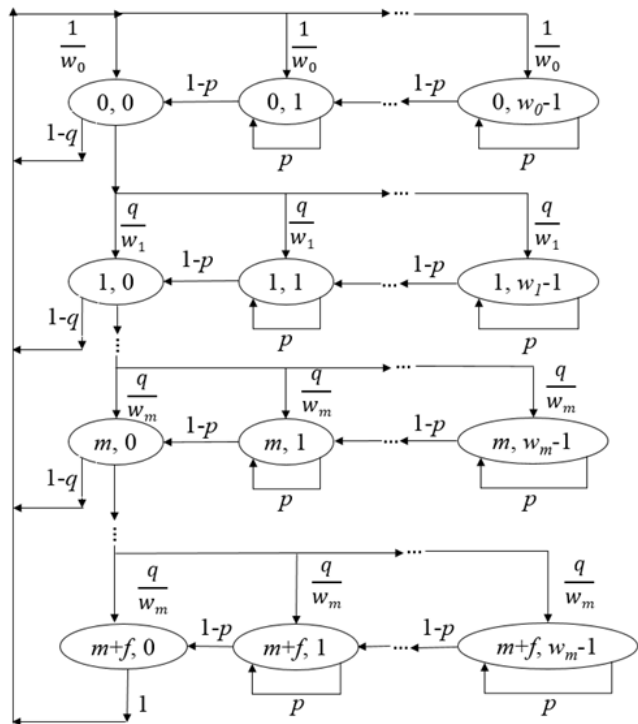 ...
1/w₀ 1/w₀ 1/w₀
0, 0 1-p 0, 1 ... 1-p 0, w₀-1
1-q p p
...
q/w₁ q/w₁ q/w₁
1, 0 1-p 1, 1 ... 1-p 1, w₁-1
1-q p p
⋮ ...
q/wₘ q/wₘ q/wₘ
m, 0 1-p m, 1 ... 1-p m, wₘ-1
1-q p p
⋮ ...
q/wₘ q/wₘ q/wₘ
m+f, 0 1-p m+f, 1 ... 1-p m+f, wₘ-1
1 p p